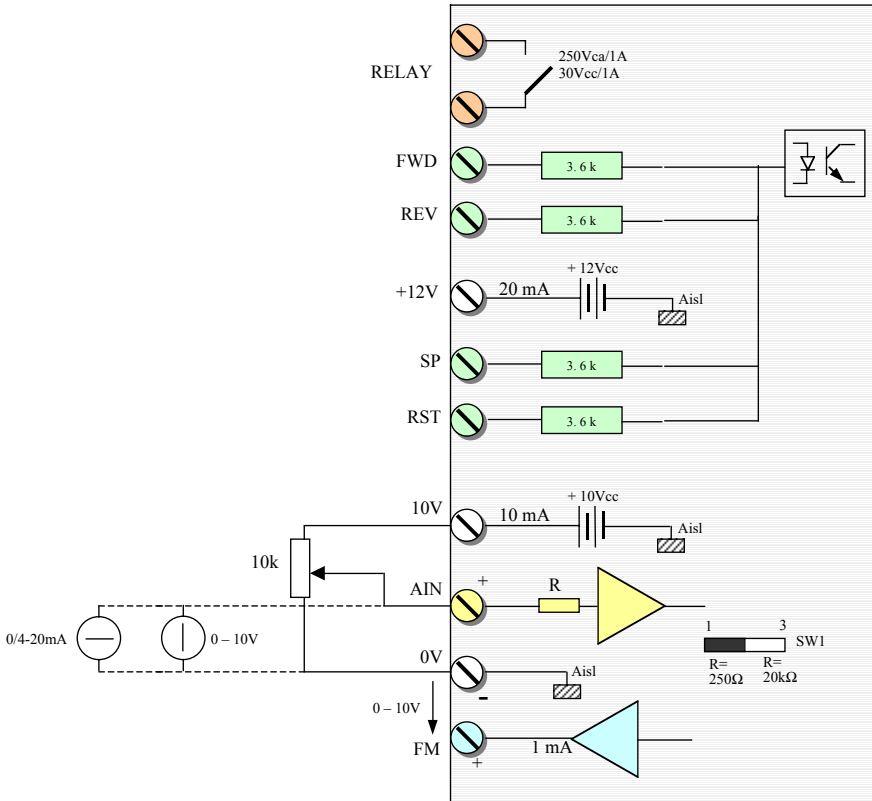 250Vca/1A
30Vcc/1A
RELAY
FWD
3. 6 k
REV
3. 6 k
+ 12Vcc
+12V
20 mA
Aisl
SP
3. 6 k
RST
3. 6 k
+ 10Vcc
10V
10 mA
Aisl
10k
AIN
+
R
0/4-20mA
0 – 10V
1 3
SW1
R= R=
250Ω 20kΩ
0V
Aisl
-
0 – 10V
FM
1 mA
+